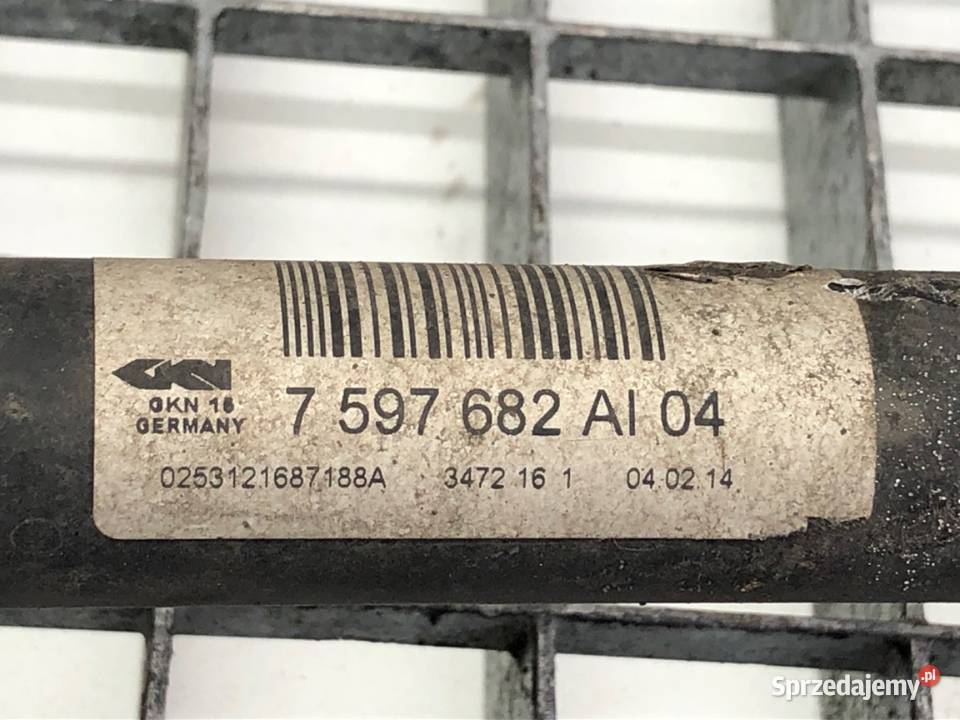 GKN
GKN 16
GERMANY
7 597 682 AI 04
0253121687188A 3472 16 1 04.02.14
Sprzedajemy .pl